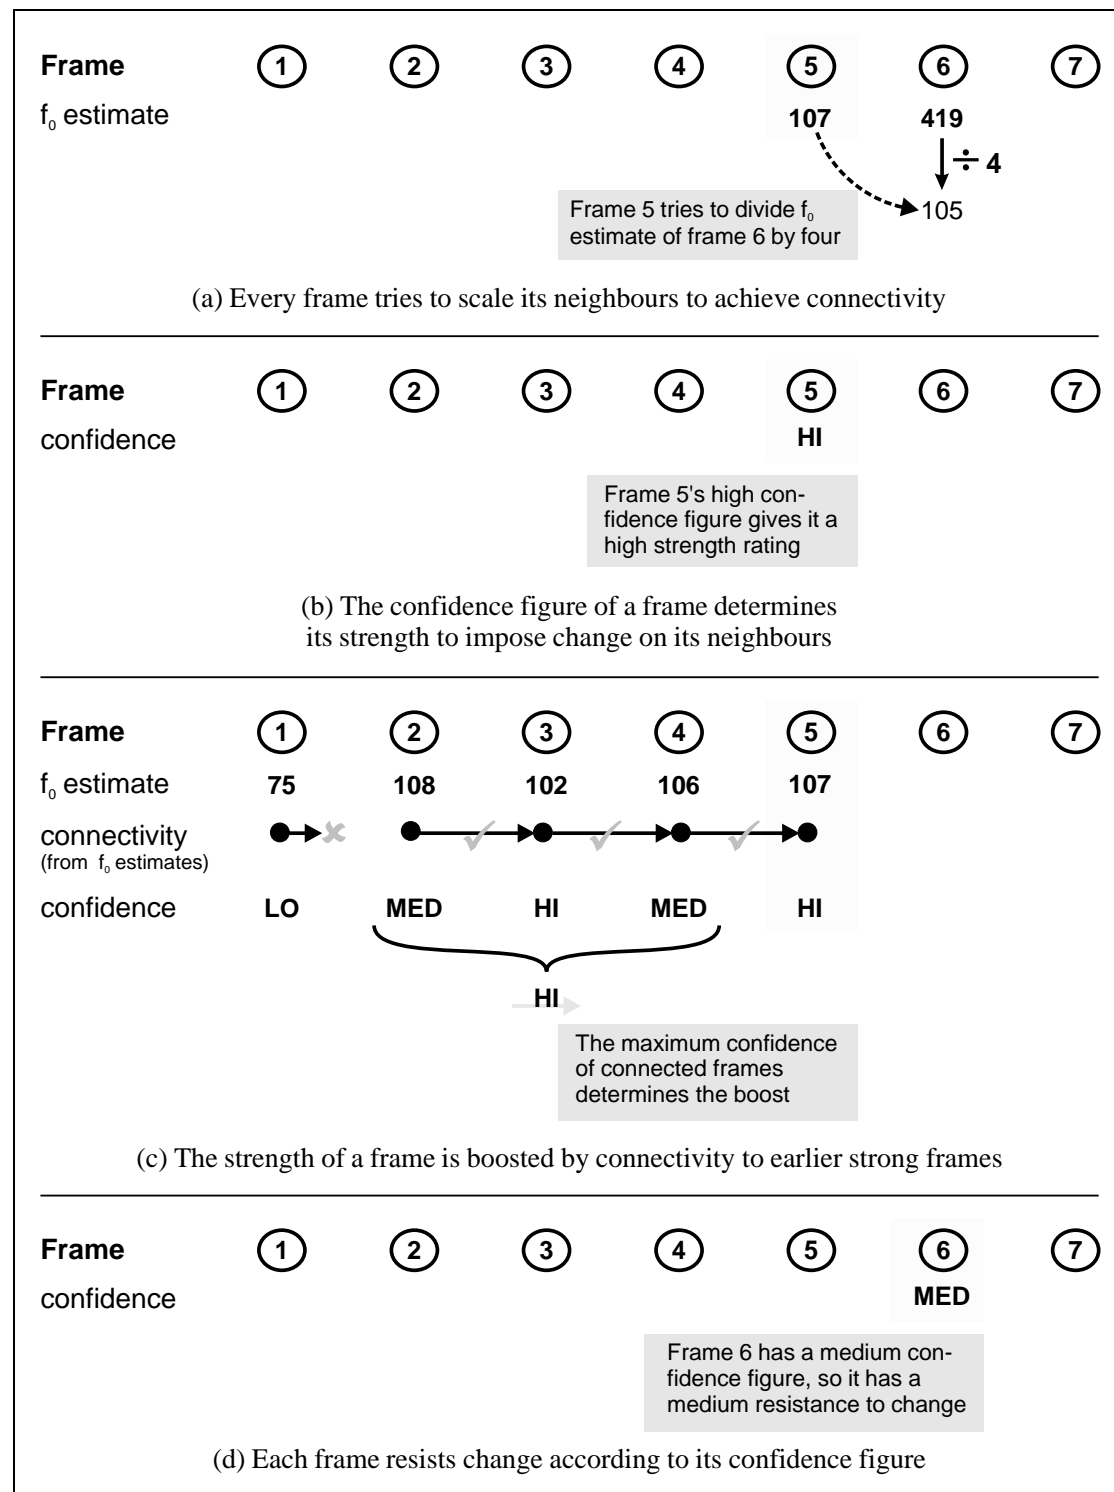 Frame 1 2 3 4 5 6 7
f₀ estimate 107 419
÷ 4
105
Frame 5 tries to divide f₀
estimate of frame 6 by four
(a) Every frame tries to scale its neighbours to achieve connectivity
Frame 1 2 3 4 5 6 7
confidence HI
Frame 5's high con-
fidence figure gives it a
high strength rating
(b) The confidence figure of a frame determines
its strength to impose change on its neighbours
Frame 1 2 3 4 5 6 7
f₀ estimate 75 108 102 106 107
connectivity
(from f₀ estimates)
confidence LO MED HI MED HI
HI
The maximum confidence
of connected frames
determines the boost
(c) The strength of a frame is boosted by connectivity to earlier strong frames
Frame 1 2 3 4 5 6 7
confidence MED
Frame 6 has a medium con-
fidence figure, so it has a
medium resistance to change
(d) Each frame resists change according to its confidence figure